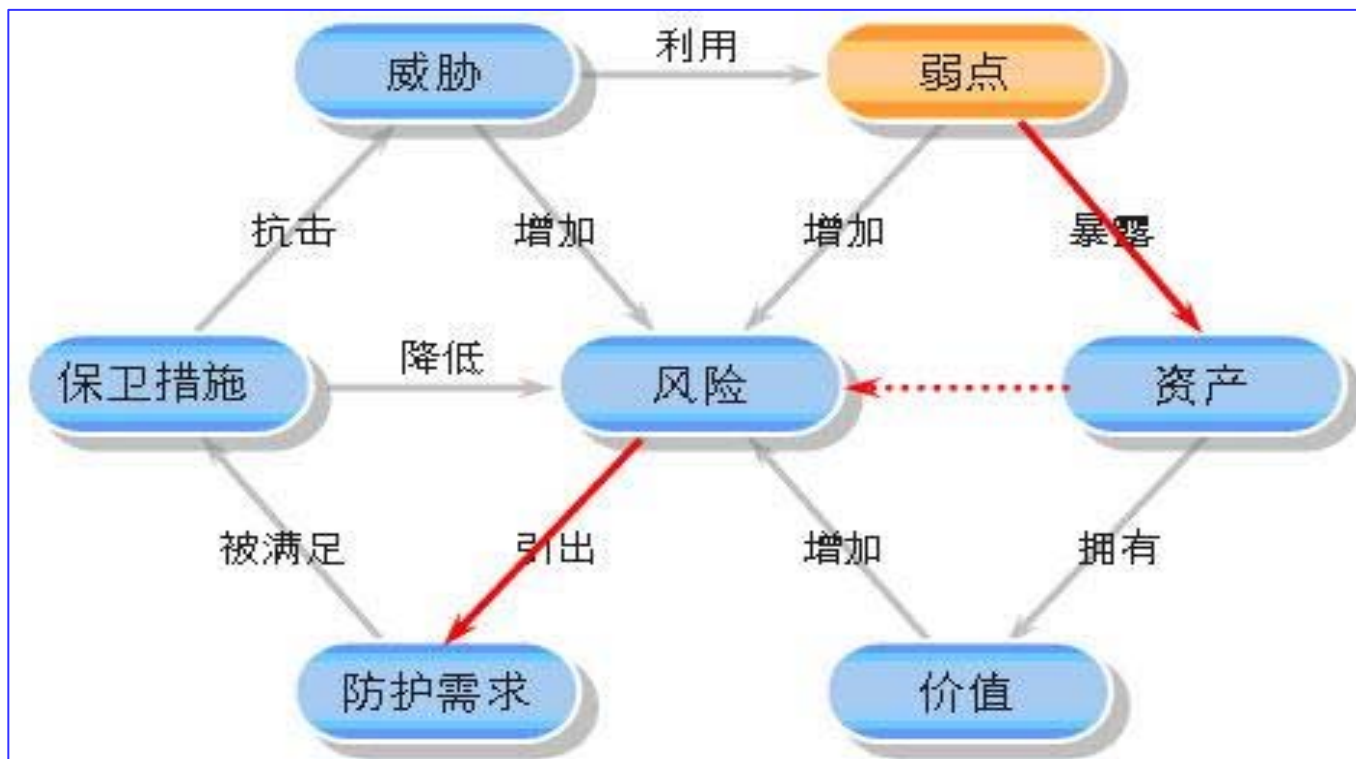 利用
威胁
弱点
抗击
增加
增加
暴露
降低
保卫措施
风险
资产
被满足
引出
增加
拥有
防护需求
价值